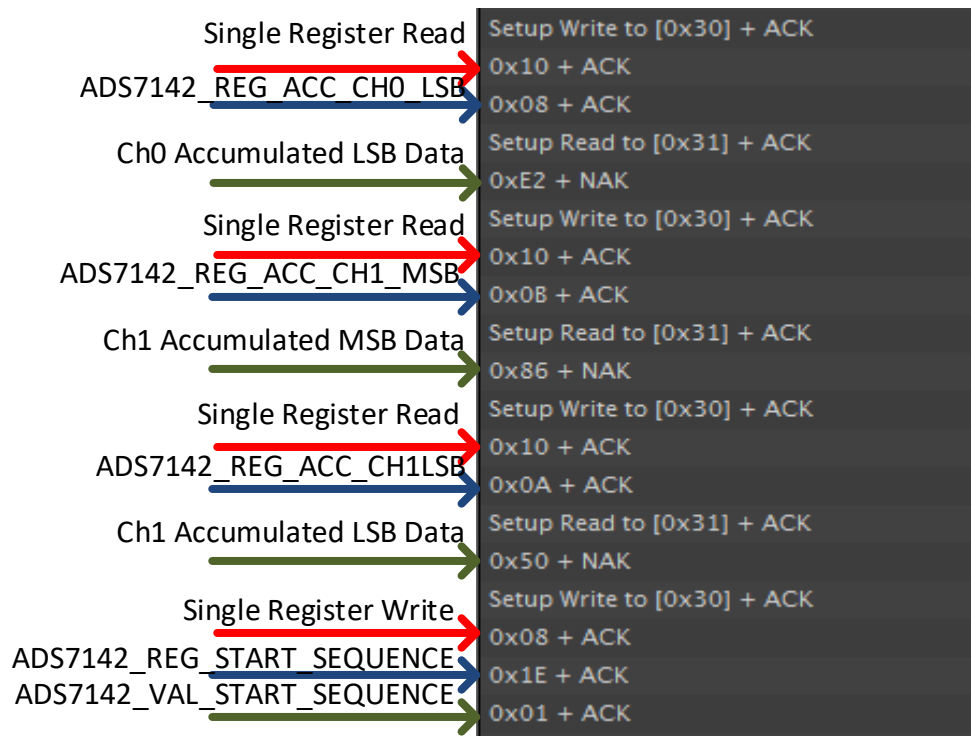 Single Register Read
Setup Write to [0x30] + ACK
0x10 + ACK
ADS7142_REG_ACC_CH0_LSB
0x08 + ACK
Setup Read to [0x31] + ACK
Ch0 Accumulated LSB Data
0xE2 + NAK
Single Register Read
Setup Write to [0x30] + ACK
0x10 + ACK
ADS7142_REG_ACC_CH1_MSB
0x0B + ACK
Setup Read to [0x31] + ACK
Ch1 Accumulated MSB Data
0x86 + NAK
Single Register Read
Setup Write to [0x30] + ACK
0x10 + ACK
ADS7142_REG_ACC_CH1LSB
0x0A + ACK
Setup Read to [0x31] + ACK
Ch1 Accumulated LSB Data
0x50 + NAK
Single Register Write
Setup Write to [0x30] + ACK
0x08 + ACK
ADS7142_REG_START_SEQUENCE
0x1E + ACK
ADS7142_VAL_START_SEQUENCE
0x01 + ACK